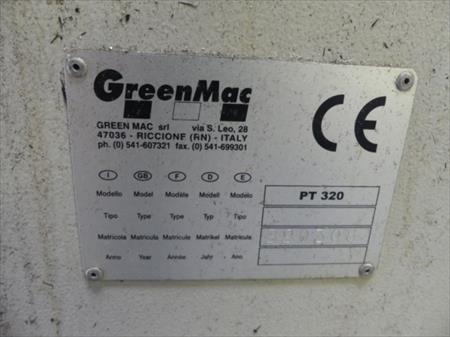 GreenMac
GREEN MAC srl via S. Leo, 28
47036 - RICCIONE (RN) - ITALY
ph. (0) 541-607321 fax (0) 541-699301
CE
I GB F D E
Modello Model Modèle Modell Modelo PT 320
Tipo Type Type Typ Type
Matricola Matricula Matricule Matrikel Matricula
Anno Year Année Jahr Ano